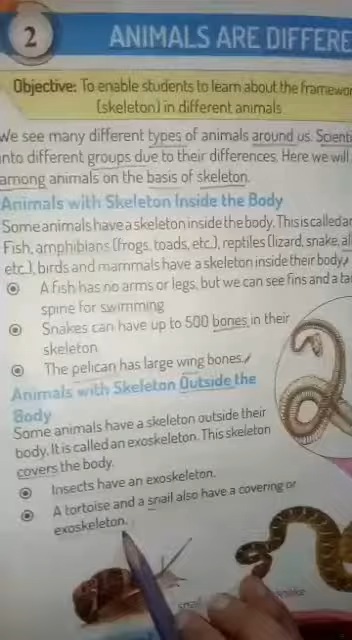 2
ANIMALS ARE DIFFERE
Objective: To enable students to learn about the framewor
(skeleton) in different animals
We see many different types of animals around us. Scienti
into different groups due to their differences. Here we will
among animals on the basis of skeleton.
Animals with Skeleton Inside the Body
Some animals have a skeleton inside the body. This is called an
Fish, amphibians (frogs, toads, etc.), reptiles (lizard, snake, al
etc.), birds and mammals have a skeleton inside their body.
A fish has no arms or legs, but we can see fins and a ta
spine for swimming
Snakes can have up to 500 bones in their
skeleton
The pelican has large wing bones.
Animals with Skeleton Outside the
Body
Some animals have a skeleton outside their
body. It is called an exoskeleton. This skeleton
covers the body.
Insects have an exoskeleton.
A tortoise and a snail also have a covering or
exoskeleton.
snail
snake